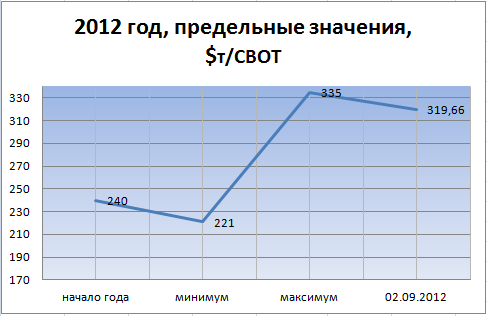 2012 год, предельные значения,
$т/СВОТ
330
310
290
270
250
230
210
190
170
240
221
335
319,66
начало года
минимум
максимум
02.09.2012